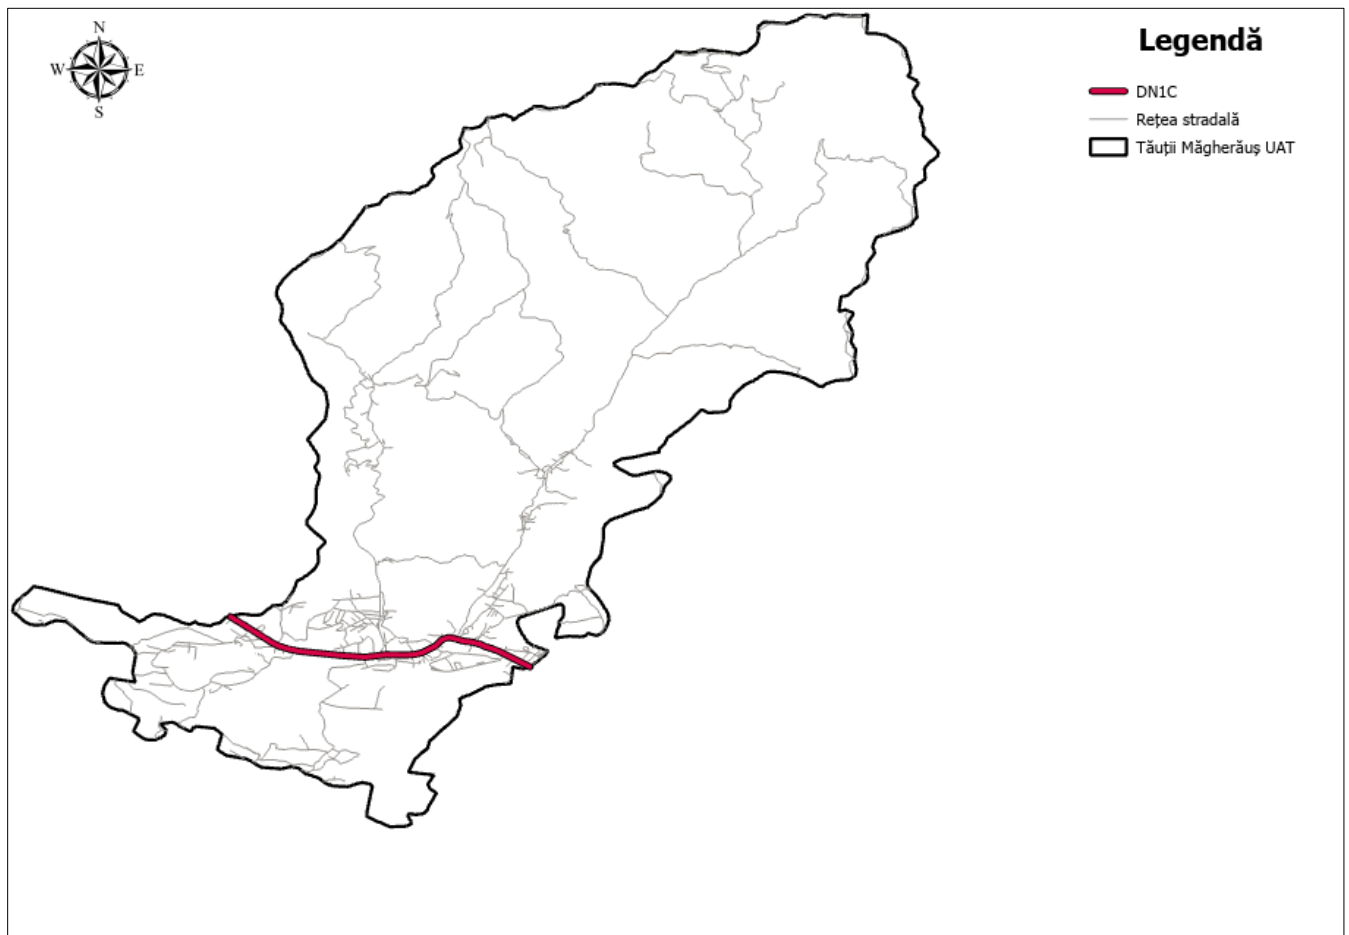 N
W E
S
Legendă
DN1C
Rețea stradală
Tăuții Măgherăuș UAT